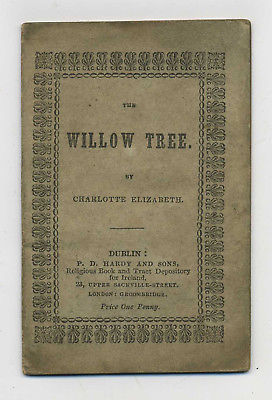 THE
WILLOW TREE.
BY
CHARLOTTE ELIZABETH.
DUBLIN:
P. D. HARDY AND SONS,
Religious Book and Tract Depository
for Ireland,
23, UPPER SACKVILLE-STREET.
LONDON: GROOMBRIDGE.
Price One Penny.